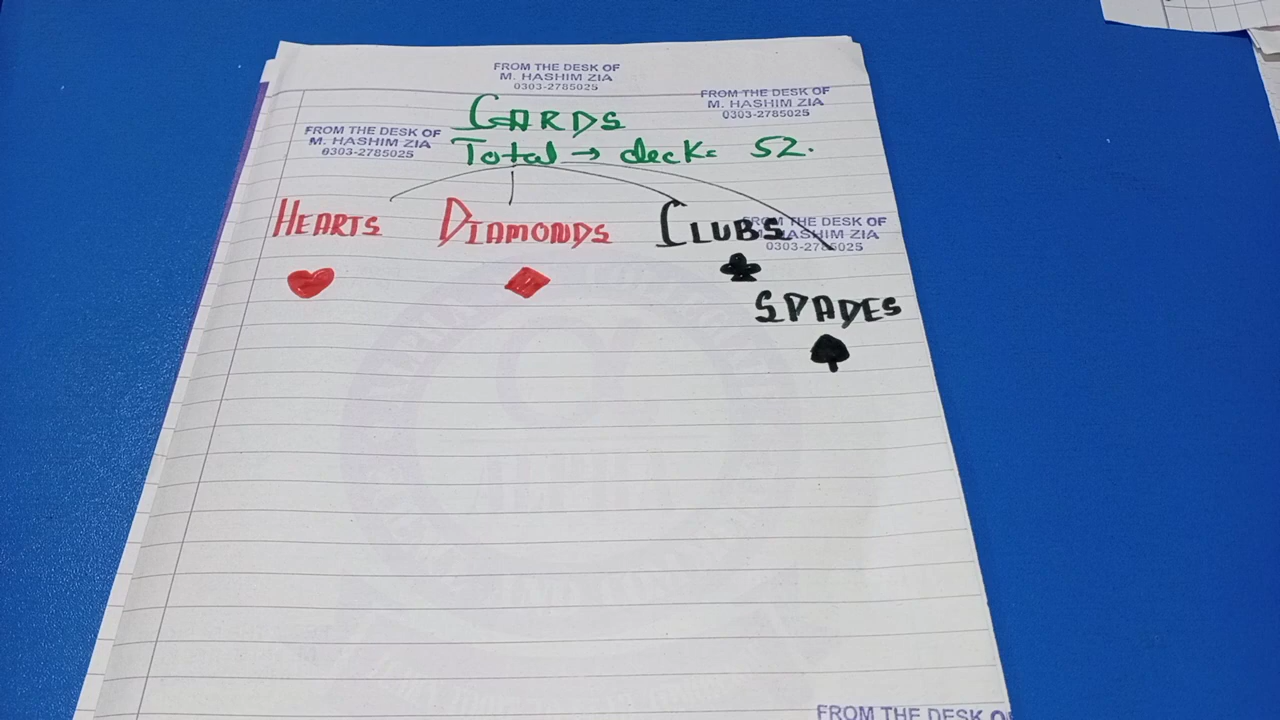 FROM THE DESK OF
M. HASHIM ZIA
0303-2785025
FROM THE DESK OF
M. HASHIM ZIA
0303-2785025
CARDS
FROM THE DESK OF
M. HASHIM ZIA
0303-2785025
Total → deck= 52.
HEARTS
DIAMONDS
CLUBS
FROM THE DESK OF
M. HASHIM ZIA
0303-2785025
SPADES
FROM THE DESK O